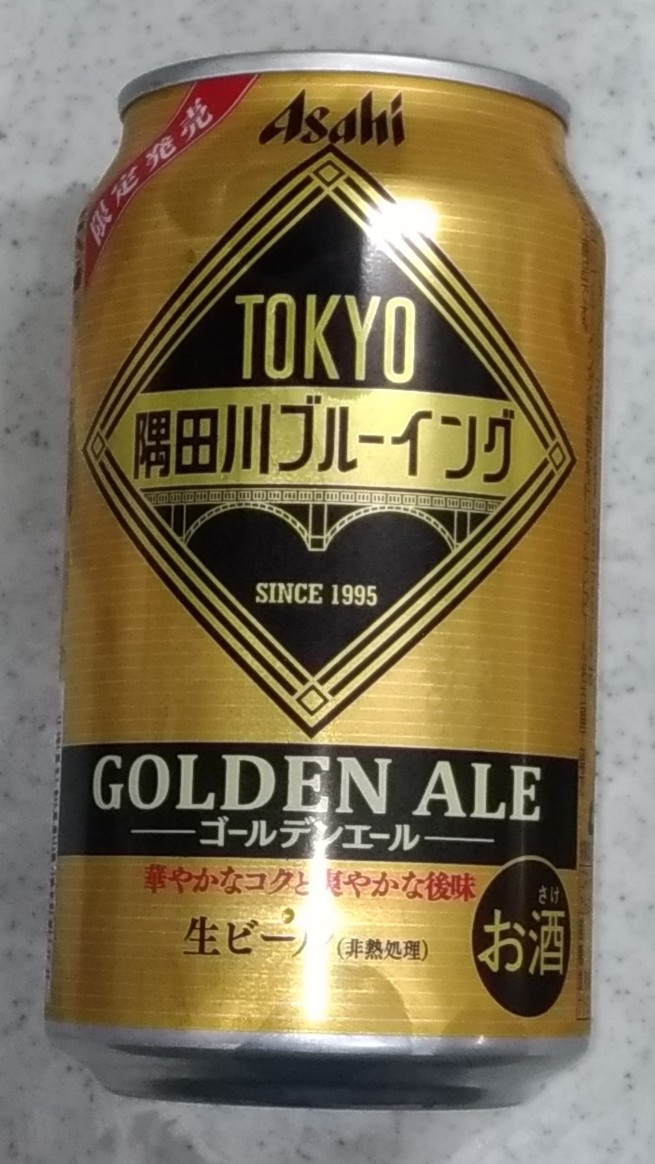 限定発売
Asahi
TOKYO
隅田川ブルーイング
SINCE 1995
GOLDEN ALE
ゴールデンエール
華やかなコクと爽やかな後味
生ビール(非熱処理)
さけ
お酒